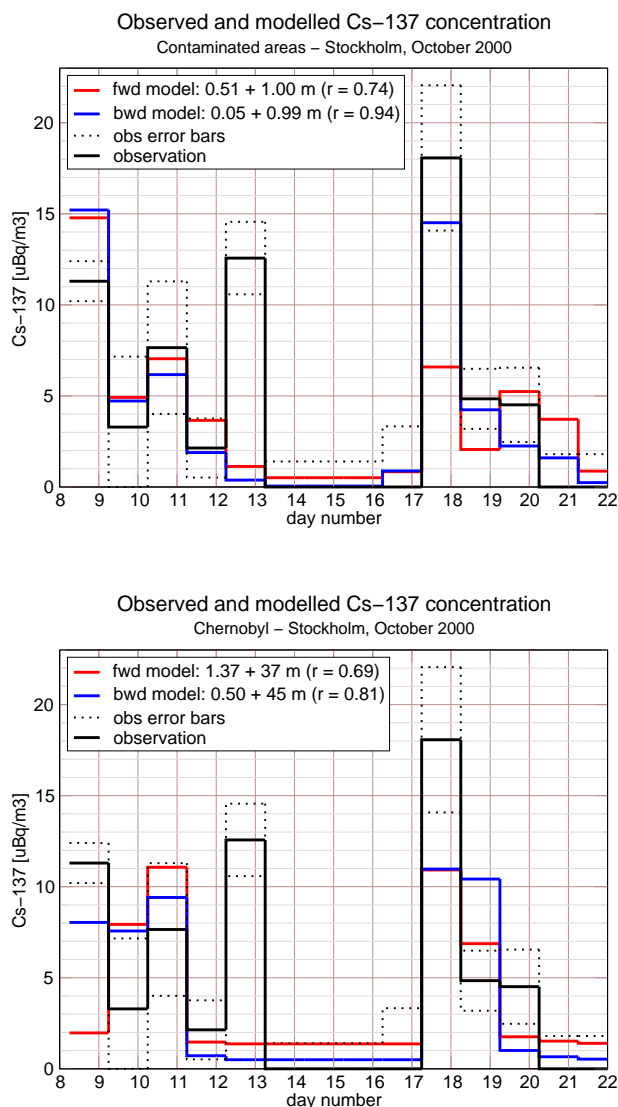 Observed and modelled Cs−137 concentration
Contaminated areas − Stockholm, October 2000
fwd model: 0.51 + 1.00 m (r = 0.74)
bwd model: 0.05 + 0.99 m (r = 0.94)
obs error bars
observation
Cs−137 [uBq/m3]
20
15
10
5
0
8 9 10 11 12 13 14 15 16 17 18 19 20 21 22
day number
Observed and modelled Cs−137 concentration
Chernobyl − Stockholm, October 2000
fwd model: 1.37 + 37 m (r = 0.69)
bwd model: 0.50 + 45 m (r = 0.81)
obs error bars
observation
Cs−137 [uBq/m3]
20
15
10
5
0
8 9 10 11 12 13 14 15 16 17 18 19 20 21 22
day number